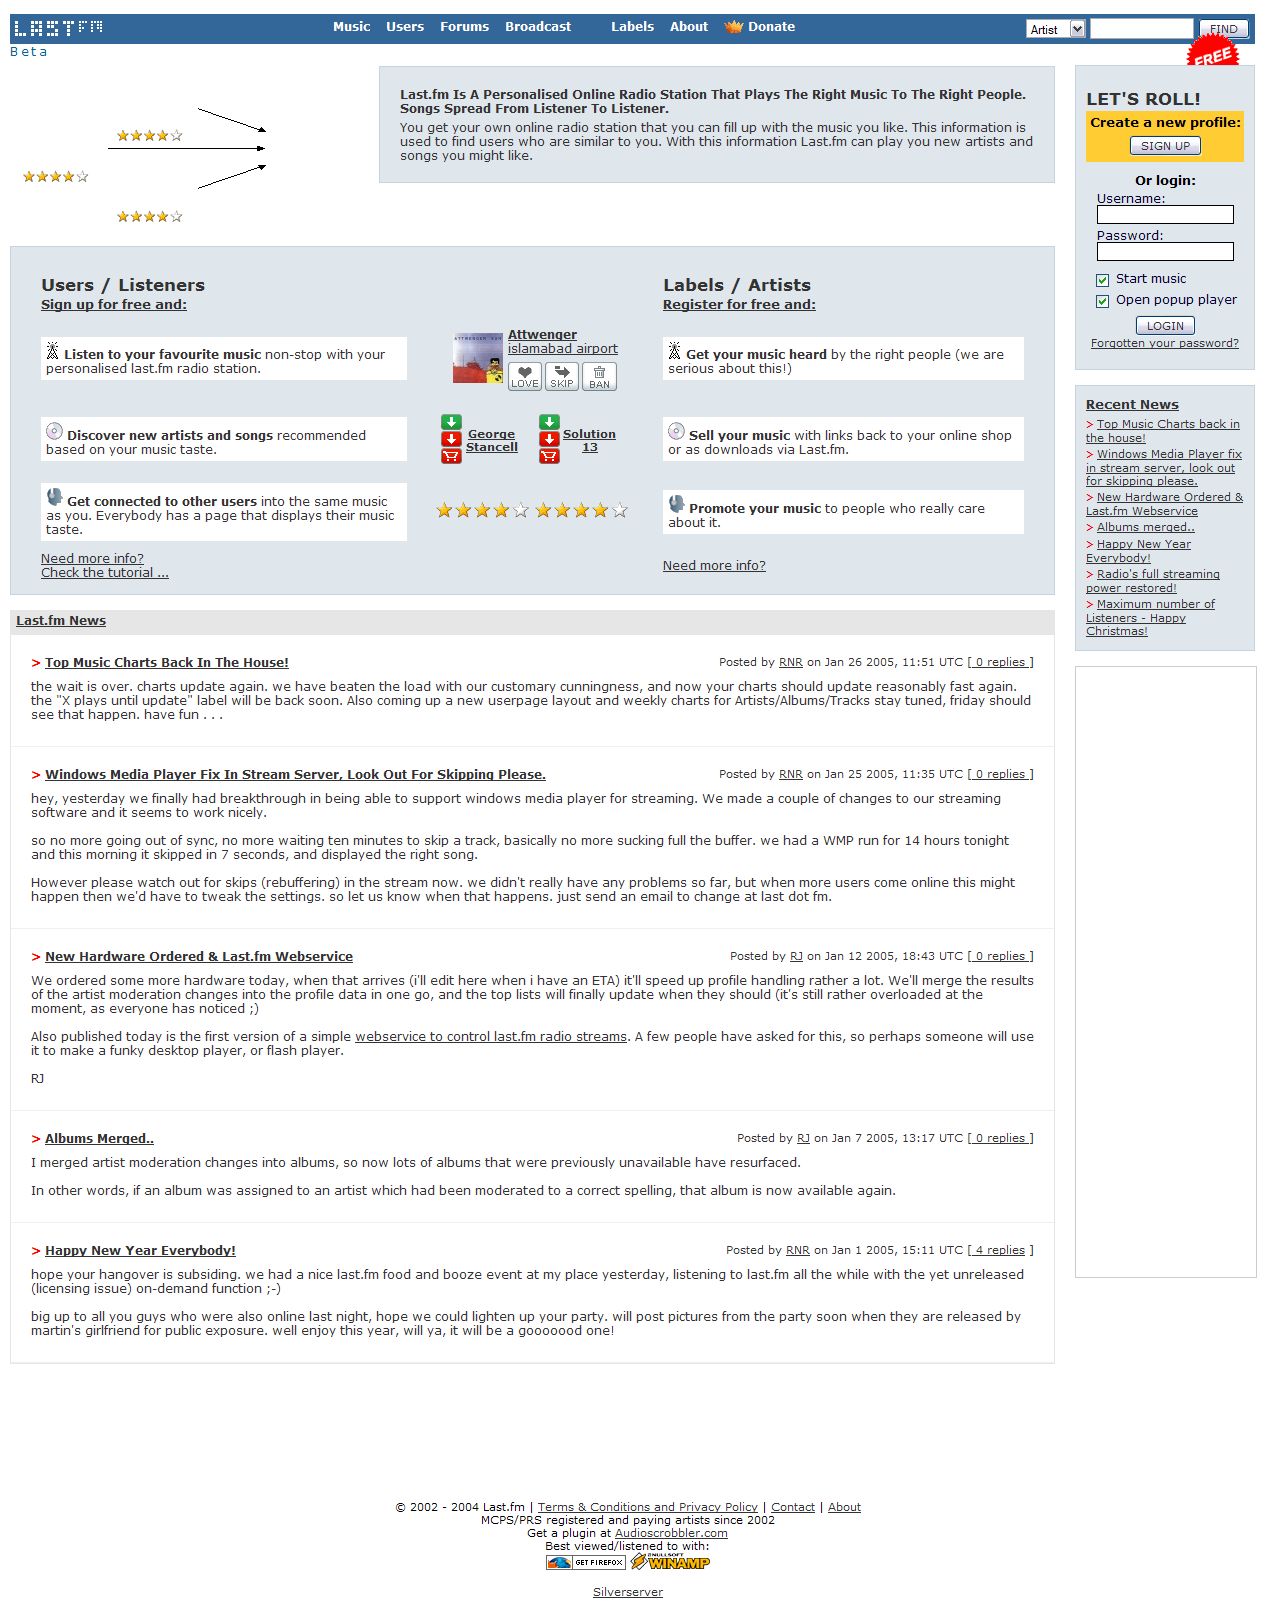 LAST FM
Music Users Forums Broadcast Labels About Donate
Artist FIND
Beta
FREE
Last.fm Is A Personalised Online Radio Station That Plays The Right Music To The Right People.
Songs Spread From Listener To Listener.
You get your own online radio station that you can fill up with the music you like. This information is
used to find users who are similar to you. With this information Last.fm can play you new artists and
songs you might like.
LET'S ROLL!
Create a new profile:
SIGN UP
Or login:
Username:
Password:
Start music
Open popup player
LOGIN
Forgotten your password?
Users / Listeners
Sign up for free and:
Listen to your favourite music non-stop with your
personalised last.fm radio station.
Discover new artists and songs recommended
based on your music taste.
Get connected to other users into the same music
as you. Everybody has a page that displays their music
taste.
Need more info?
Check the tutorial ...
ATTWENGER SUN
Attwenger
islamabad airport
LOVE SKIP BAN
George
Stancell
Solution
13
Labels / Artists
Register for free and:
Get your music heard by the right people (we are
serious about this!)
Sell your music with links back to your online shop
or as downloads via Last.fm.
Promote your music to people who really care
about it.
Need more info?
Recent News
> Top Music Charts back in
the house!
> Windows Media Player fix
in stream server, look out
for skipping please.
> New Hardware Ordered &
Last.fm Webservice
> Albums merged..
> Happy New Year
Everybody!
> Radio's full streaming
power restored!
> Maximum number of
Listeners - Happy
Christmas!
Last.fm News
> Top Music Charts Back In The House! Posted by RNR on Jan 26 2005, 11:51 UTC [ 0 replies ]
the wait is over. charts update again. we have beaten the load with our customary cunningness, and now your charts should update reasonably fast again.
the "X plays until update" label will be back soon. Also coming up a new userpage layout and weekly charts for Artists/Albums/Tracks stay tuned, friday should
see that happen. have fun . . .
> Windows Media Player Fix In Stream Server, Look Out For Skipping Please. Posted by RNR on Jan 25 2005, 11:35 UTC [ 0 replies ]
hey, yesterday we finally had breakthrough in being able to support windows media player for streaming. We made a couple of changes to our streaming
software and it seems to work nicely.
so no more going out of sync, no more waiting ten minutes to skip a track, basically no more sucking full the buffer. we had a WMP run for 14 hours tonight
and this morning it skipped in 7 seconds, and displayed the right song.
However please watch out for skips (rebuffering) in the stream now. we didn't really have any problems so far, but when more users come online this might
happen then we'd have to tweak the settings. so let us know when that happens. just send an email to change at last dot fm.
> New Hardware Ordered & Last.fm Webservice Posted by RJ on Jan 12 2005, 18:43 UTC [ 0 replies ]
We ordered some more hardware today, when that arrives (i'll edit here when i have an ETA) it'll speed up profile handling rather a lot. We'll merge the results
of the artist moderation changes into the profile data in one go, and the top lists will finally update when they should (it's still rather overloaded at the
moment, as everyone has noticed ;)
Also published today is the first version of a simple webservice to control last.fm radio streams. A few people have asked for this, so perhaps someone will use
it to make a funky desktop player, or flash player.
RJ
> Albums Merged.. Posted by RJ on Jan 7 2005, 13:17 UTC [ 0 replies ]
I merged artist moderation changes into albums, so now lots of albums that were previously unavailable have resurfaced.
In other words, if an album was assigned to an artist which had been moderated to a correct spelling, that album is now available again.
> Happy New Year Everybody! Posted by RNR on Jan 1 2005, 15:11 UTC [ 4 replies ]
hope your hangover is subsiding. we had a nice last.fm food and booze event at my place yesterday, listening to last.fm all the while with the yet unreleased
(licensing issue) on-demand function ;-)
big up to all you guys who were also online last night, hope we could lighten up your party. will post pictures from the party soon when they are released by
martin's girlfriend for public exposure. well enjoy this year, will ya, it will be a gooooood one!
© 2002 - 2004 Last.fm | Terms & Conditions and Privacy Policy | Contact | About
MCPS/PRS registered and paying artists since 2002
Get a plugin at Audioscrobbler.com
Best viewed/listened to with:
GET FIREFOX NULLSOFT WINAMP
Silverserver